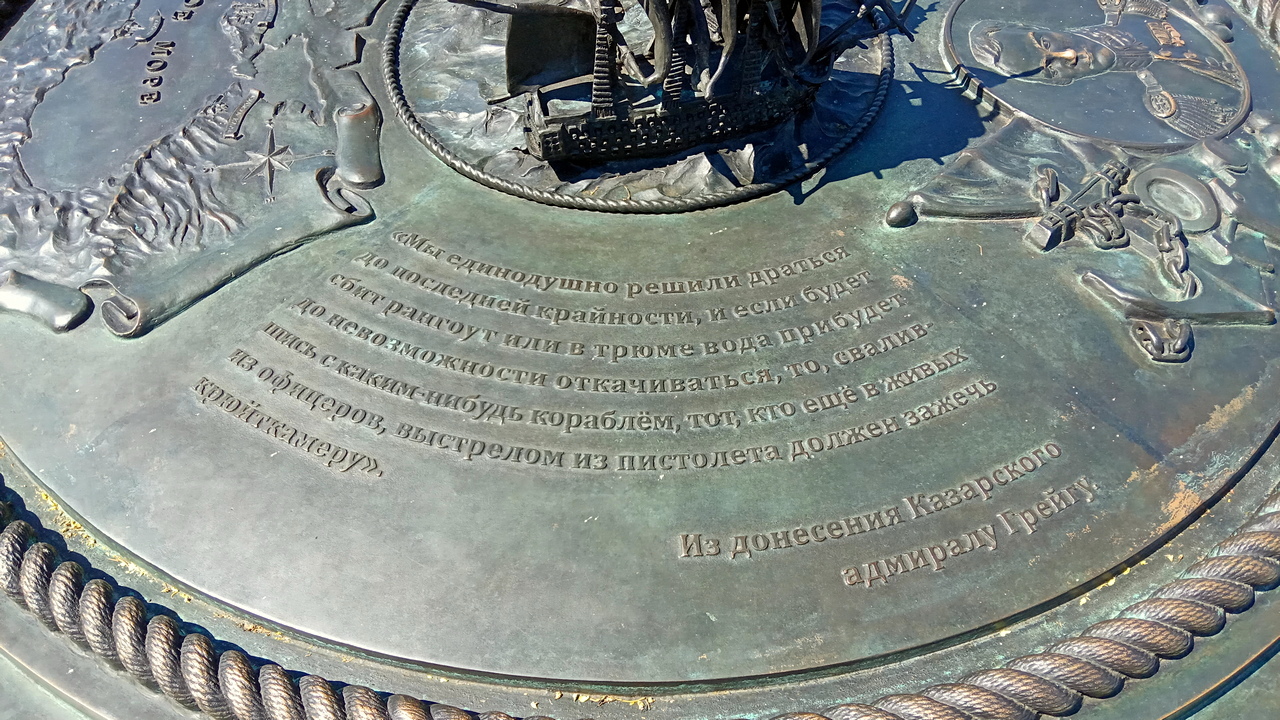 Море
«Мы единодушно решили драться
до последней крайности, и если будет
сбит рангоут или в трюме вода прибудет
до невозможности откачиваться, то, свалив-
шись с каким-нибудь кораблём, тот, кто ещё в живых
из офицеров, выстрелом из пистолета должен зажечь
крюйткамеру».
Из донесения Казарского
адмиралу Грейгу.